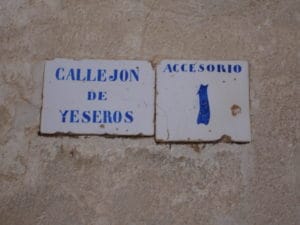 CALLEJON
DE
YESEROS
ACCESORIO
1